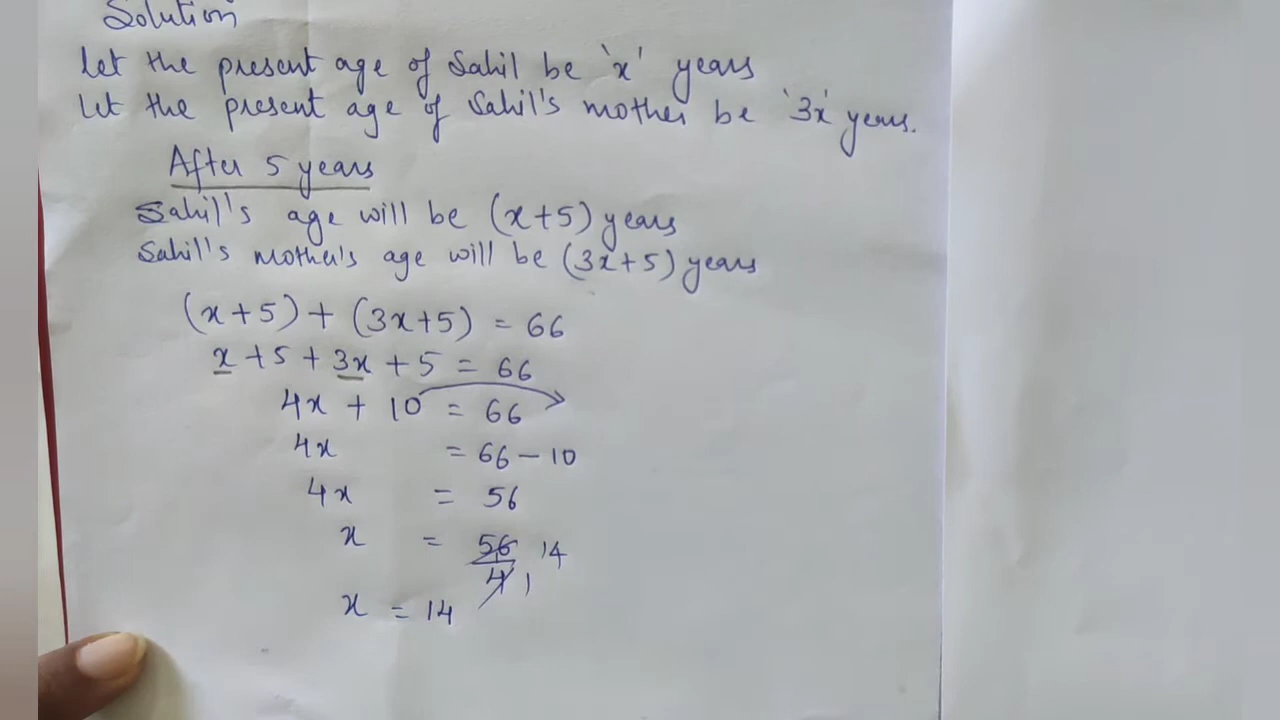 Solution
Let the present age of Sahil be 'x' years
Let the present age of Sahil's mother be '3x' years.
After 5 years
Sahil's age will be (x+5) years
Sahil's mother's age will be (3x+5) years
(x+5) + (3x+5) = 66
x + 5 + 3x + 5 = 66
4x + 10 = 66
4x = 66 - 10
4x = 56
x = 56/4 14 1
x = 14